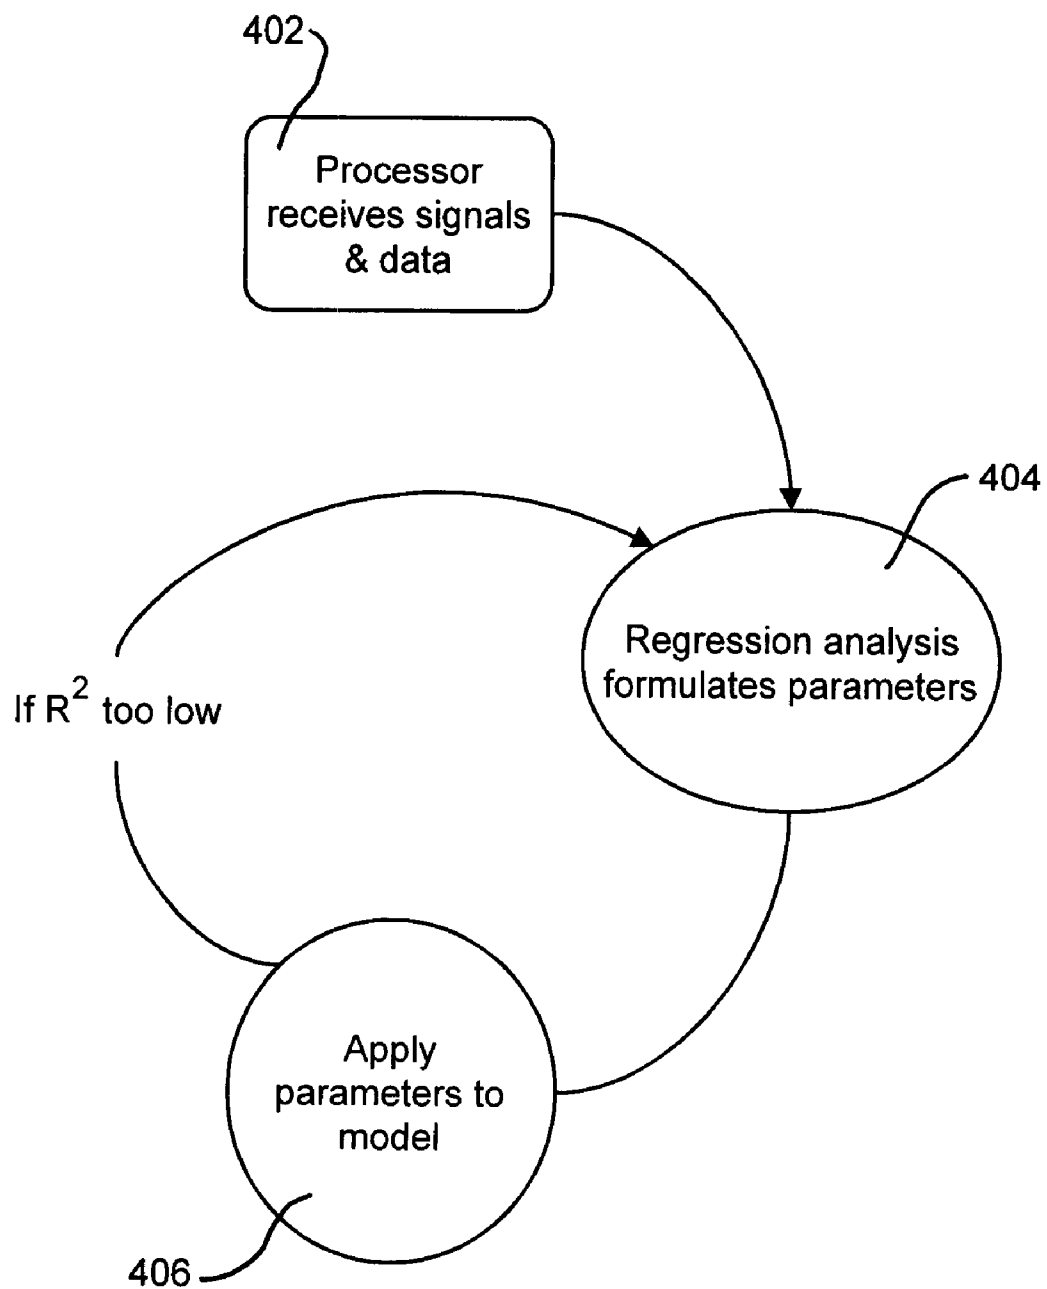 402
Processor
receives signals
& data
404
Regression analysis
formulates parameters
If R² too low
Apply
parameters to
model
406